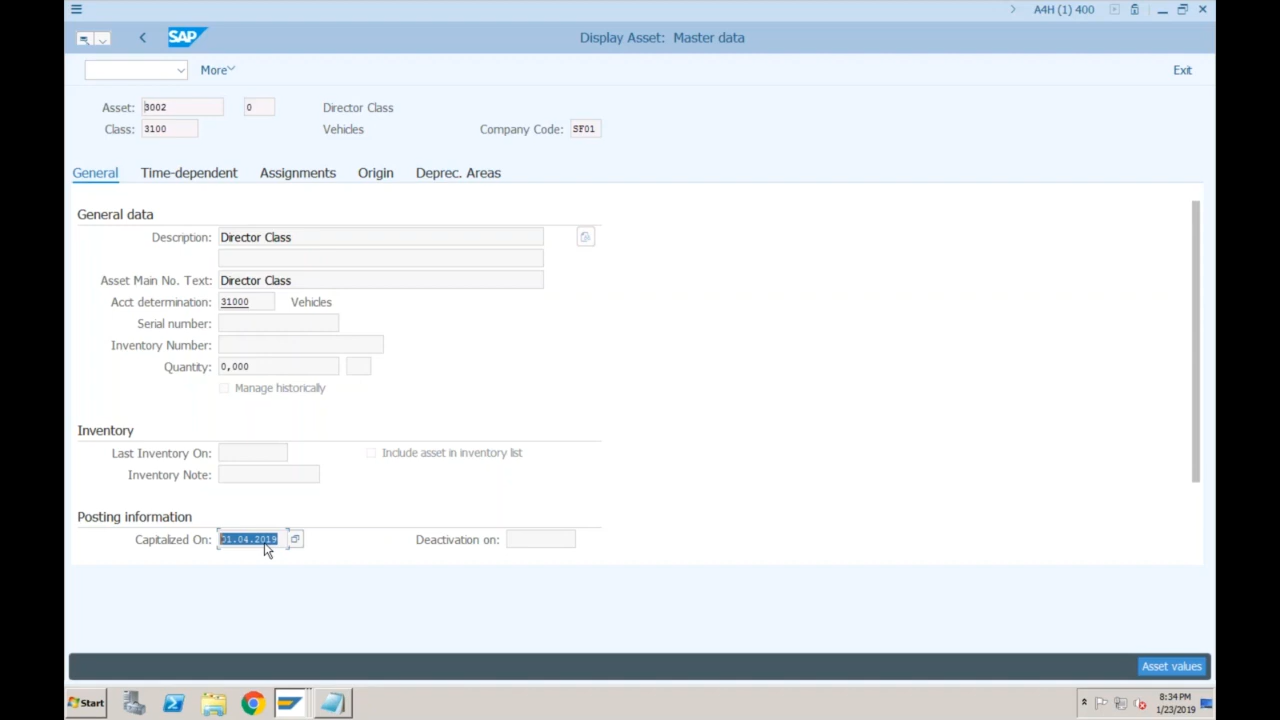 A4H (1) 400
SAP
Display Asset: Master data
More
Exit
Asset: 3002 0 Director Class
Class: 3100 Vehicles Company Code: SF01
General Time-dependent Assignments Origin Deprec. Areas
General data
Description: Director Class
Asset Main No. Text: Director Class
Acct determination: 31000 Vehicles
Serial number:
Inventory Number:
Quantity: 0,000
Manage historically
Inventory
Last Inventory On: Include asset in inventory list
Inventory Note:
Posting information
Capitalized On: 01.04.2019 Deactivation on:
Asset values
Start
8:34 PM
1/23/2019